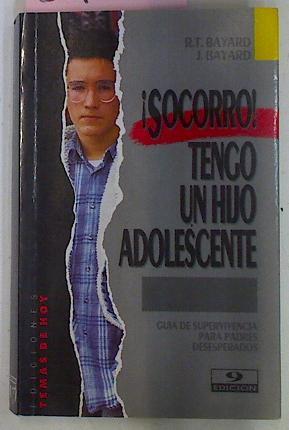 R.T. BAYARD
J. BAYARD
¡SOCORRO!
TENGO
UN HIJO
ADOLESCENTE
GUIA DE SUPERVIVENCIA
PARA PADRES
DESESPERADOS
9
EDICION
EDICIONES
TEMAS DE HOY